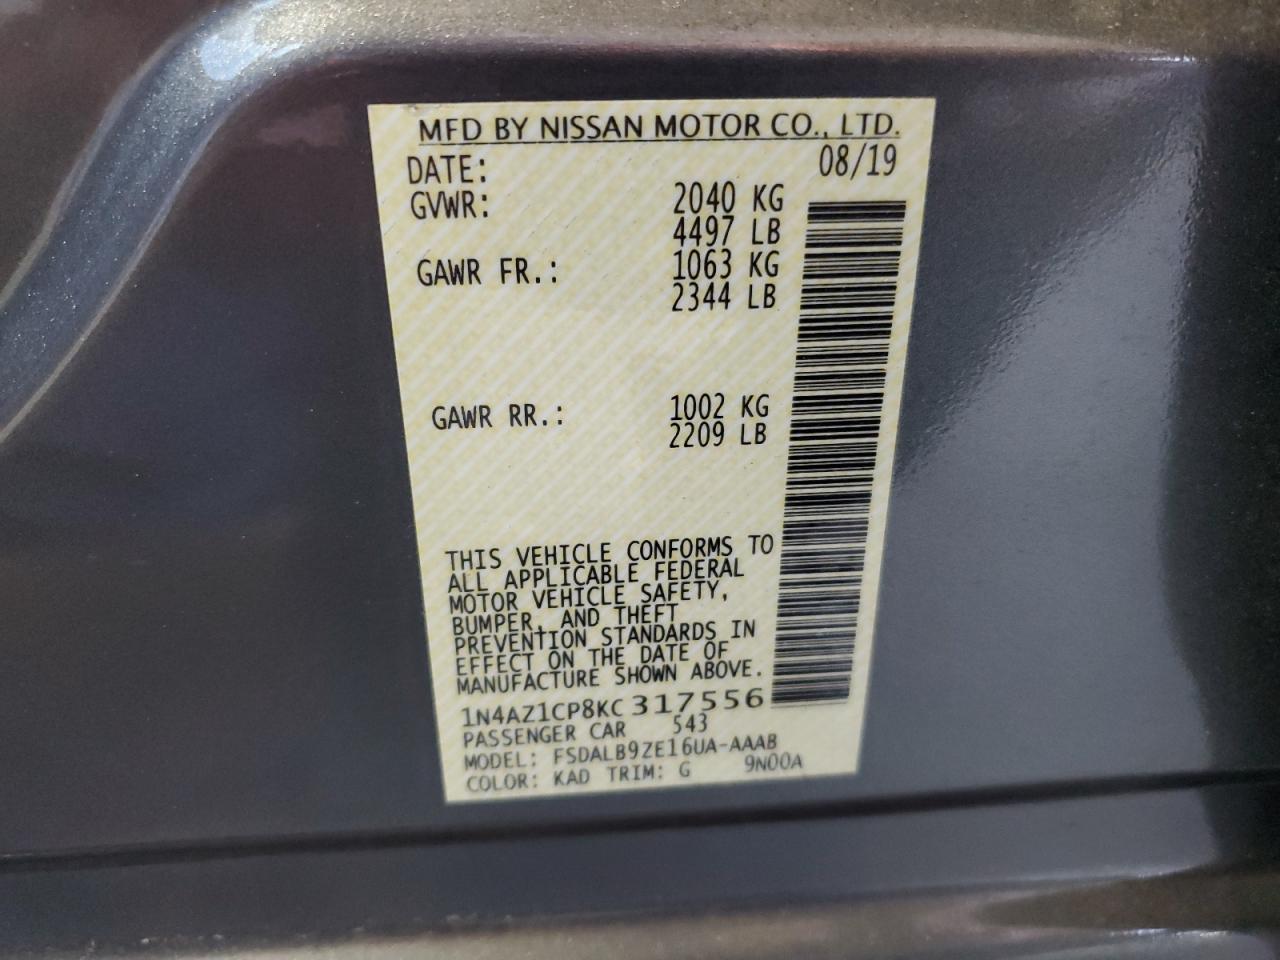 MFD BY NISSAN MOTOR CO., LTD.
DATE: 08/19
GVWR: 2040 KG
4497 LB
GAWR FR.: 1063 KG
2344 LB
GAWR RR.: 1002 KG
2209 LB
THIS VEHICLE CONFORMS TO
ALL APPLICABLE FEDERAL
MOTOR VEHICLE SAFETY,
BUMPER, AND THEFT
PREVENTION STANDARDS IN
EFFECT ON THE DATE OF
MANUFACTURE SHOWN ABOVE.
1N4AZ1CP8KC317556
PASSENGER CAR 543
MODEL: FSDALB9ZE16UA-AAAB
COLOR: KAD TRIM: G 9N00A